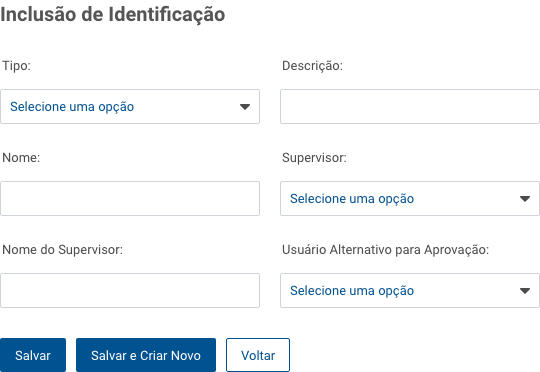 Inclusão de Identificação
Tipo:
Descrição:
Selecione uma opção
Nome:
Supervisor:
Selecione uma opção
Nome do Supervisor:
Usuário Alternativo para Aprovação:
Selecione uma opção
Salvar
Salvar e Criar Novo
Voltar